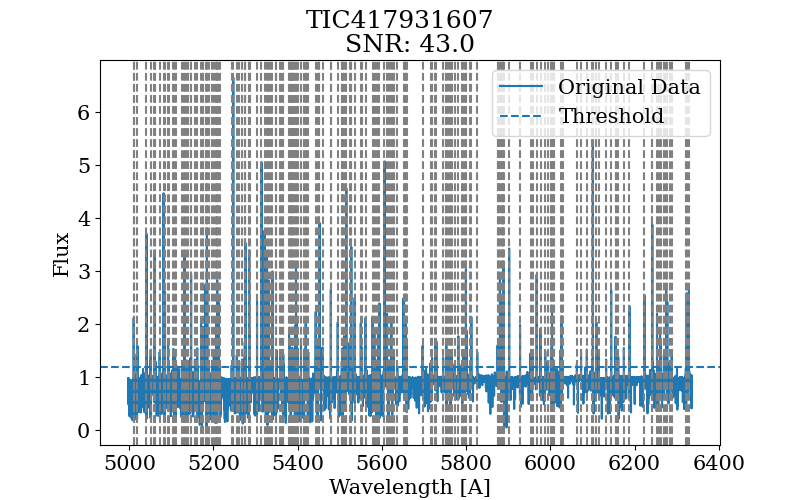 TIC417931607
SNR: 43.0
Original Data
Threshold
Flux
6
5
4
3
2
1
0
5000 5200 5400 5600 5800 6000 6200 6400
Wavelength [A]